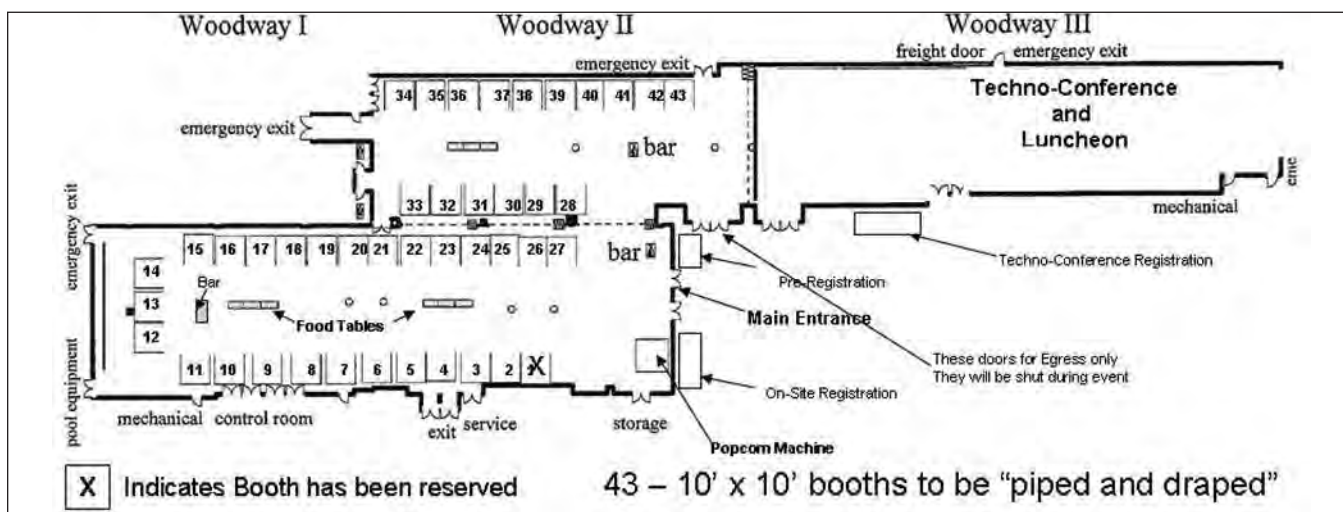 Woodway I
Woodway II
Woodway III
emergency exit
freight door
emergency exit
34 35 36 37 38 39 40 41 42 43
Techno-Conference
and
Luncheon
emergency exit
bar
eme
33 32 31 30 29 28
mechanical
emergency exit
15 16 17 18 19 20 21 22 23 24 25 26 27
bar
Pre-Registration
Techno-Conference Registration
14
13
12
Bar
Food Tables
Main Entrance
These doors for Egress only
They will be shut during event
11 10 9 8 7 6 5 4 3 2 X
On-Site Registration
pool equipment
mechanical
control room
exit
service
storage
Popcorn Machine
X Indicates Booth has been reserved
43 – 10' x 10' booths to be “piped and draped”